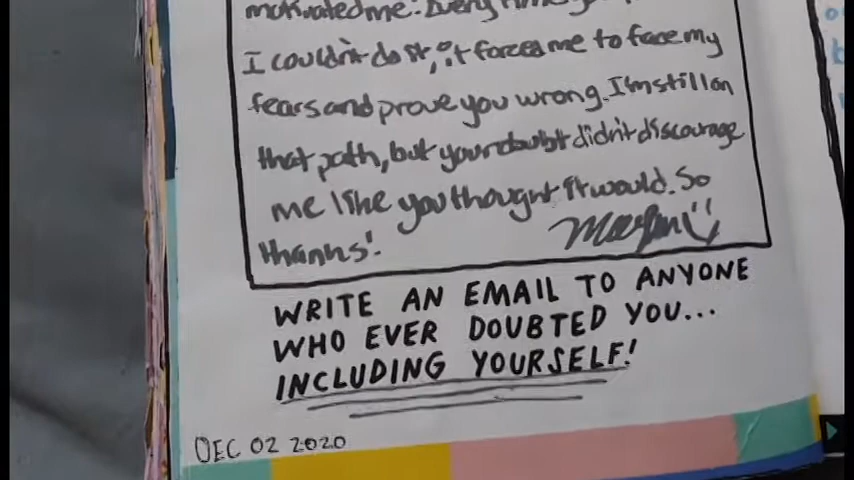 motivated me. Every time
I couldn't do it, it forced me to face my
fears and prove you wrong. I'm still on
that path, but your doubt didn't discourage
me like you thought it would. So
thanks!
WRITE AN EMAIL TO ANYONE
WHO EVER DOUBTED YOU...
INCLUDING YOURSELF!
DEC 02 2020